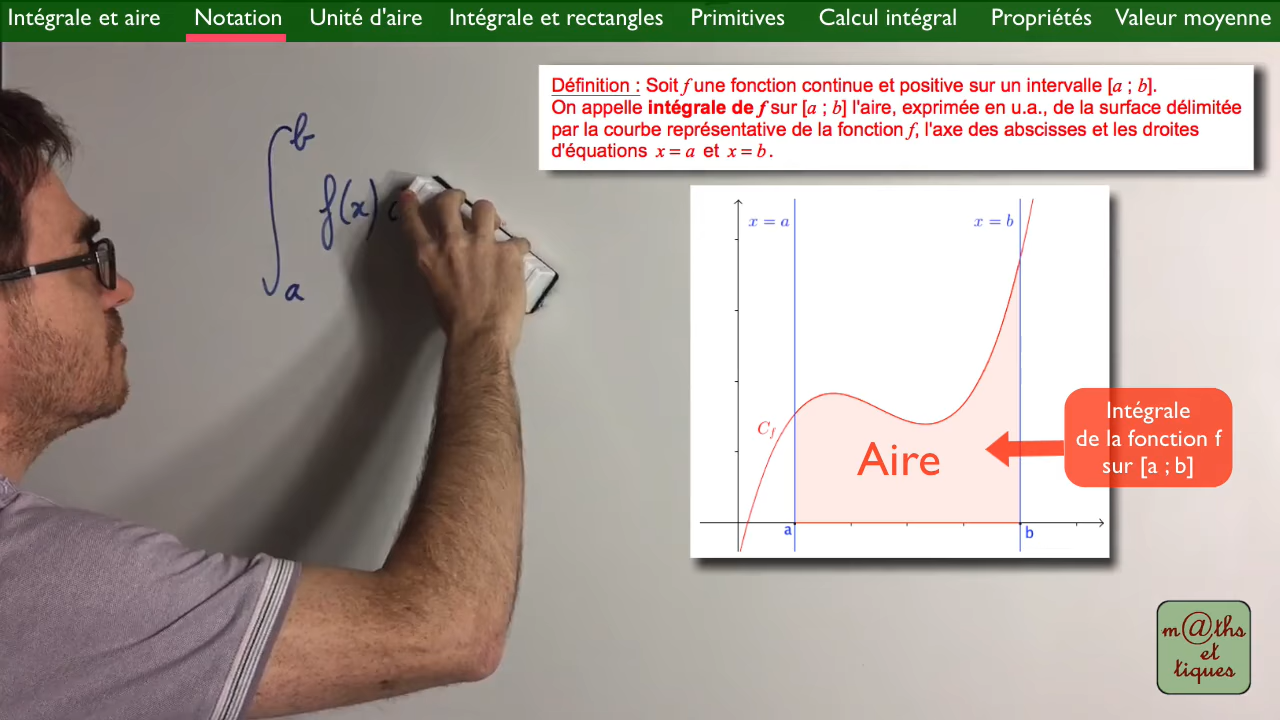 Intégrale et aire Notation Unité d'aire Intégrale et rectangles Primitives Calcul intégral Propriétés Valeur moyenne
Définition : Soit f une fonction continue et positive sur un intervalle [a ; b].
On appelle intégrale de f sur [a ; b] l'aire, exprimée en u.a., de la surface délimitée
par la courbe représentative de la fonction f, l'axe des abscisses et les droites
d'équations x = a et x = b.
∫
b
a
f(x)
x = a
x = b
C_f
Aire
a
b
Intégrale
de la fonction f
sur [a ; b]
m@ths
et
tiques